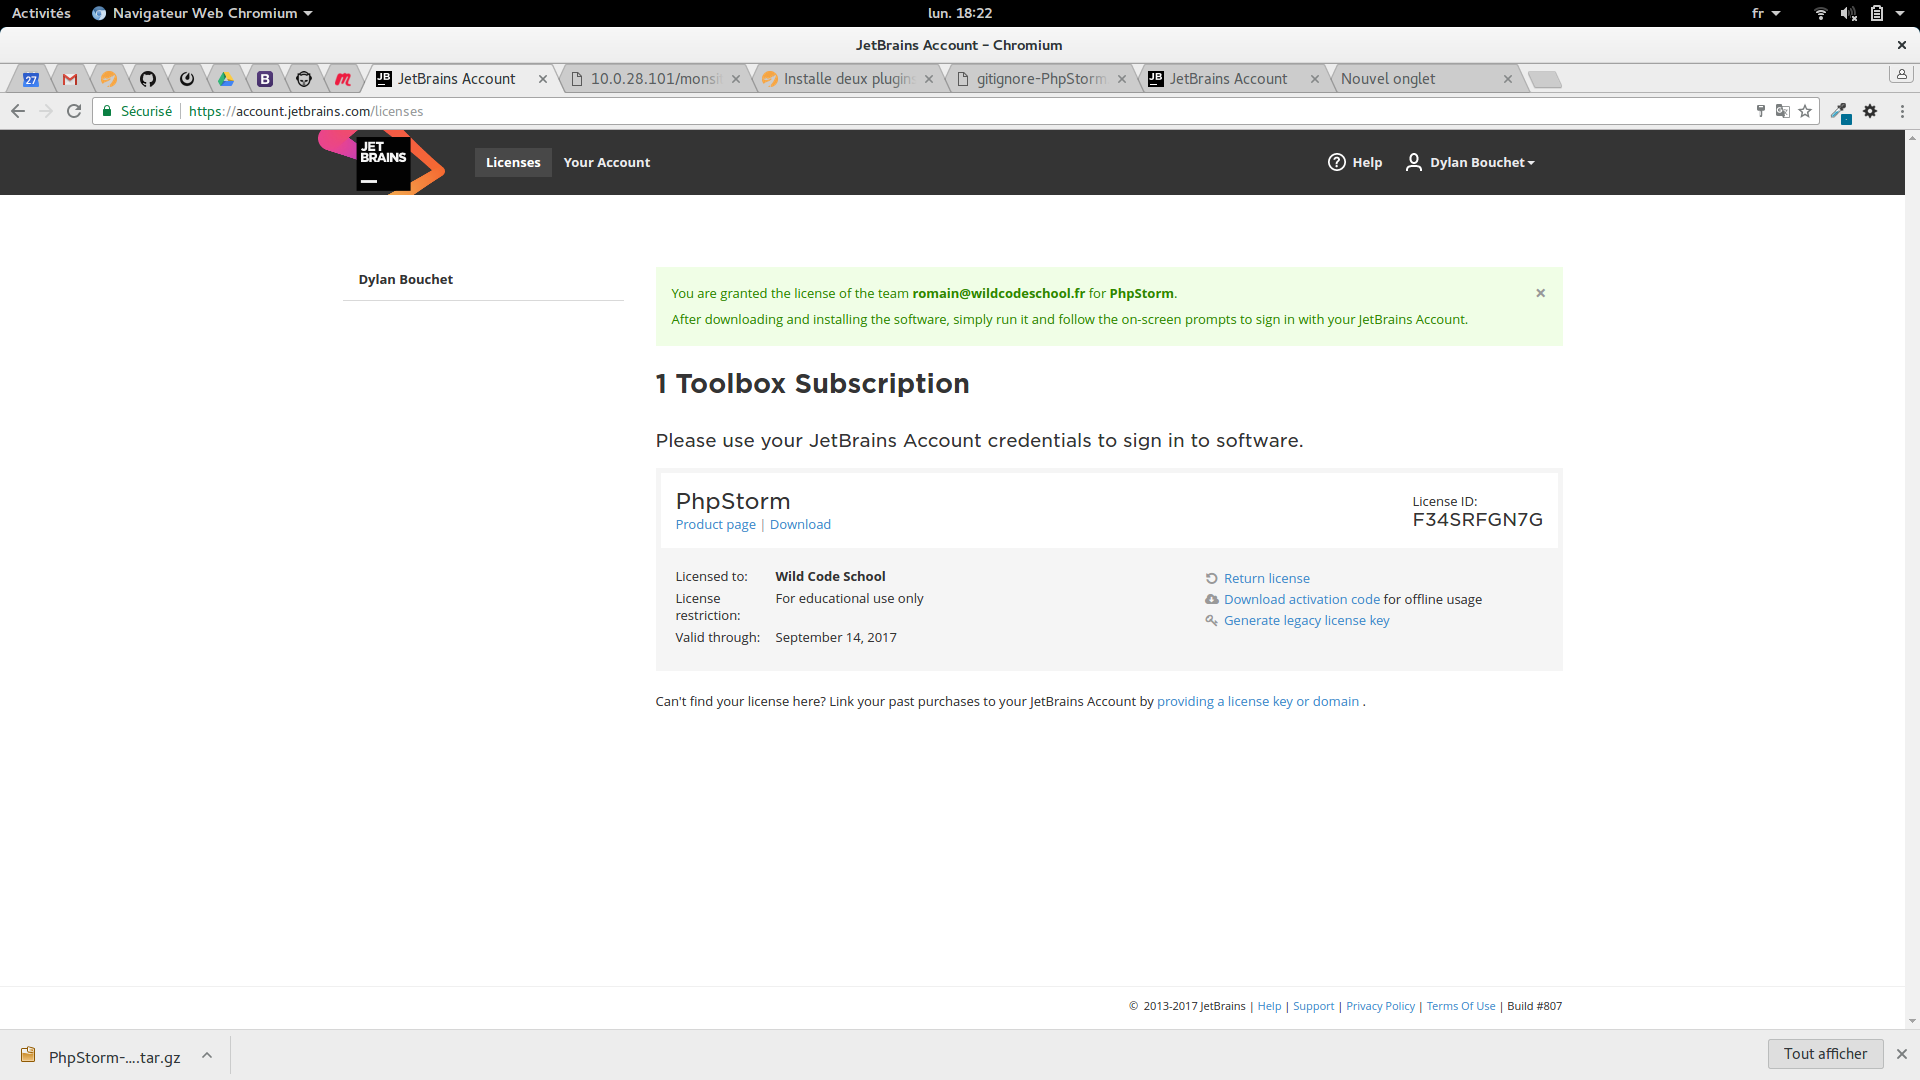 Activités
Navigateur Web Chromium
lun. 18:22
fr
JetBrains Account - Chromium
27
JB
JetBrains Account
10.0.28.101/monsi
Installe deux plugins
gitignore-PhpStorm
JB
JetBrains Account
Nouvel onglet
Sécurisé
https://account.jetbrains.com/licenses
JET
BRAINS
Licenses
Your Account
Help
Dylan Bouchet
Dylan Bouchet
You are granted the license of the team romain@wildcodeschool.fr for PhpStorm.
After downloading and installing the software, simply run it and follow the on-screen prompts to sign in with your JetBrains Account.
1 Toolbox Subscription
Please use your JetBrains Account credentials to sign in to software.
PhpStorm
Product page | Download
License ID:
F34SRFGN7G
Licensed to: Wild Code School
License restriction: For educational use only
Valid through: September 14, 2017
Return license
Download activation code for offline usage
Generate legacy license key
Can't find your license here? Link your past purchases to your JetBrains Account by providing a license key or domain .
© 2013-2017 JetBrains | Help | Support | Privacy Policy | Terms Of Use | Build #807
PhpStorm-....tar.gz
Tout afficher